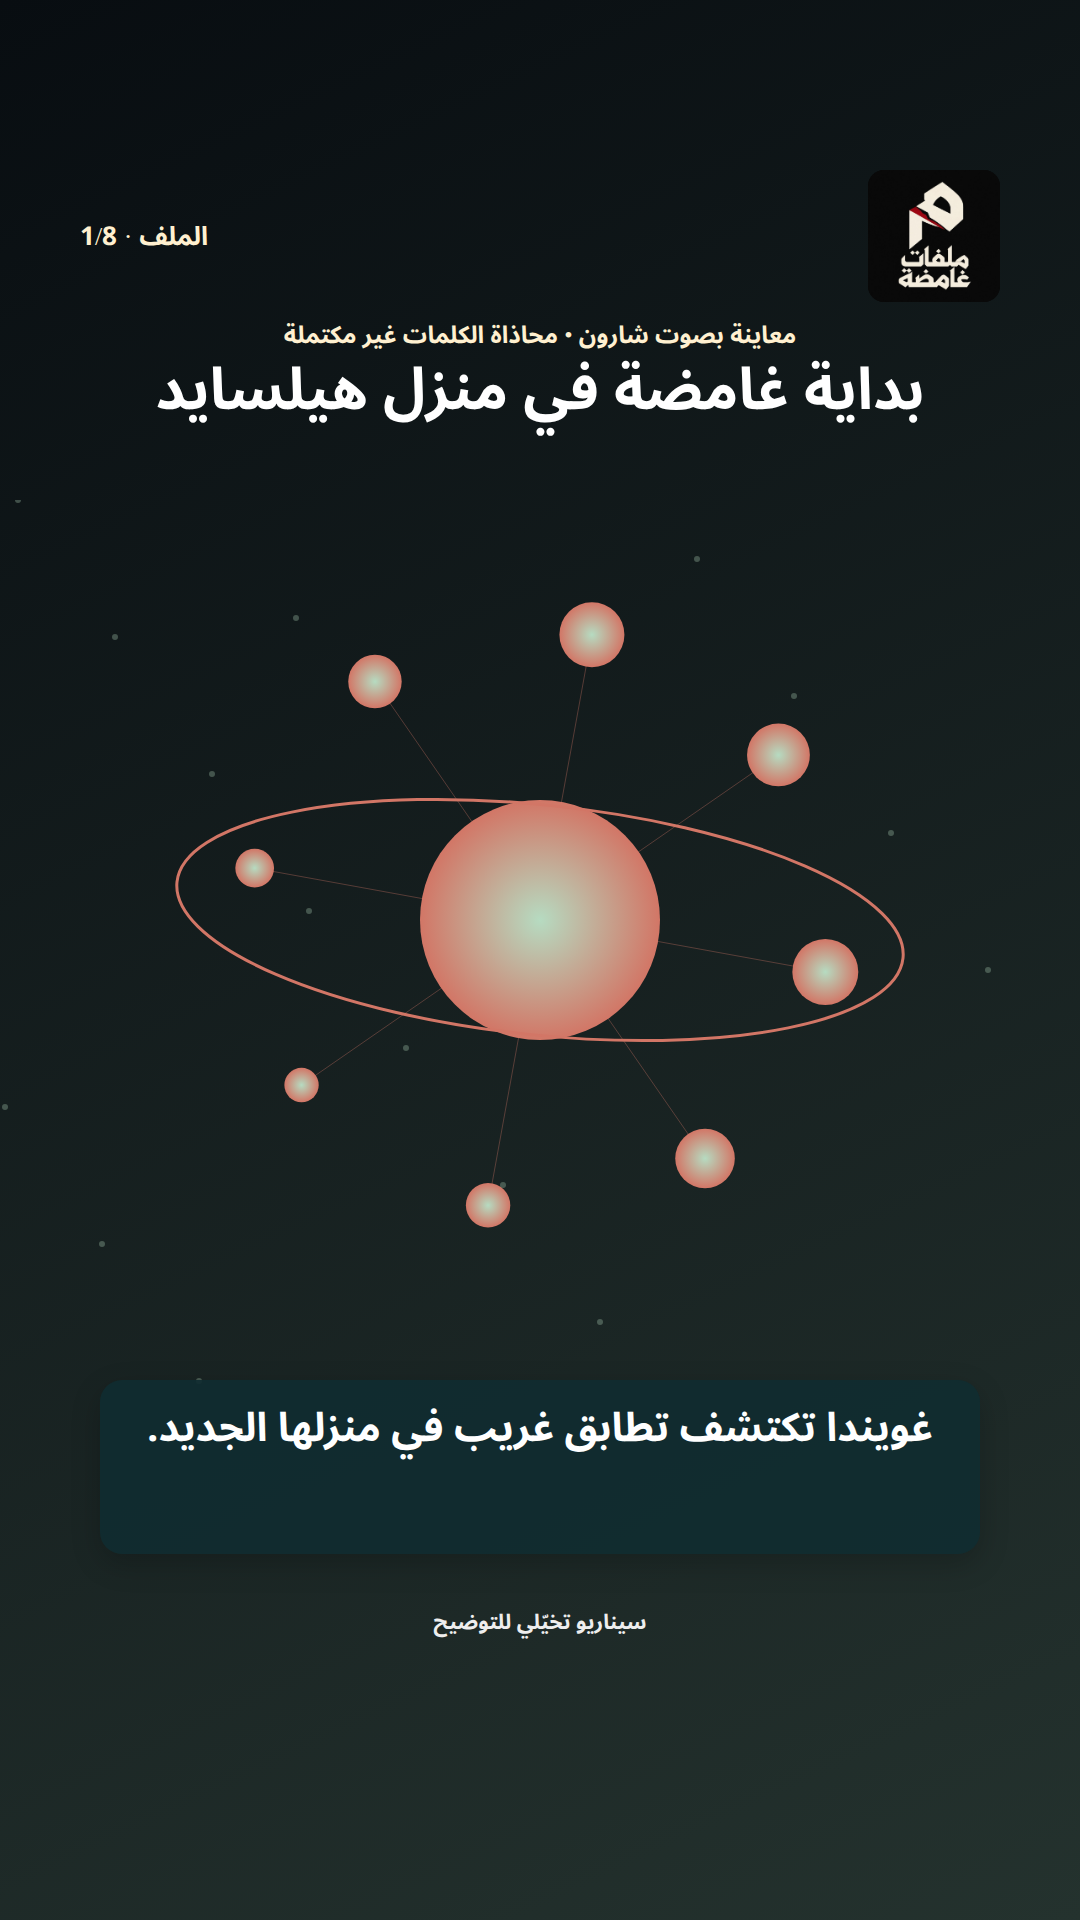 ملفات
غامضة
الملف · 1/8
معاينة بصوت شارون • محاذاة الكلمات غير مكتملة
بداية غامضة في منزل هيلسايد
غويندا تكتشف تطابق غريب في منزلها الجديد.
سيناريو تخيّلي للتوضيح